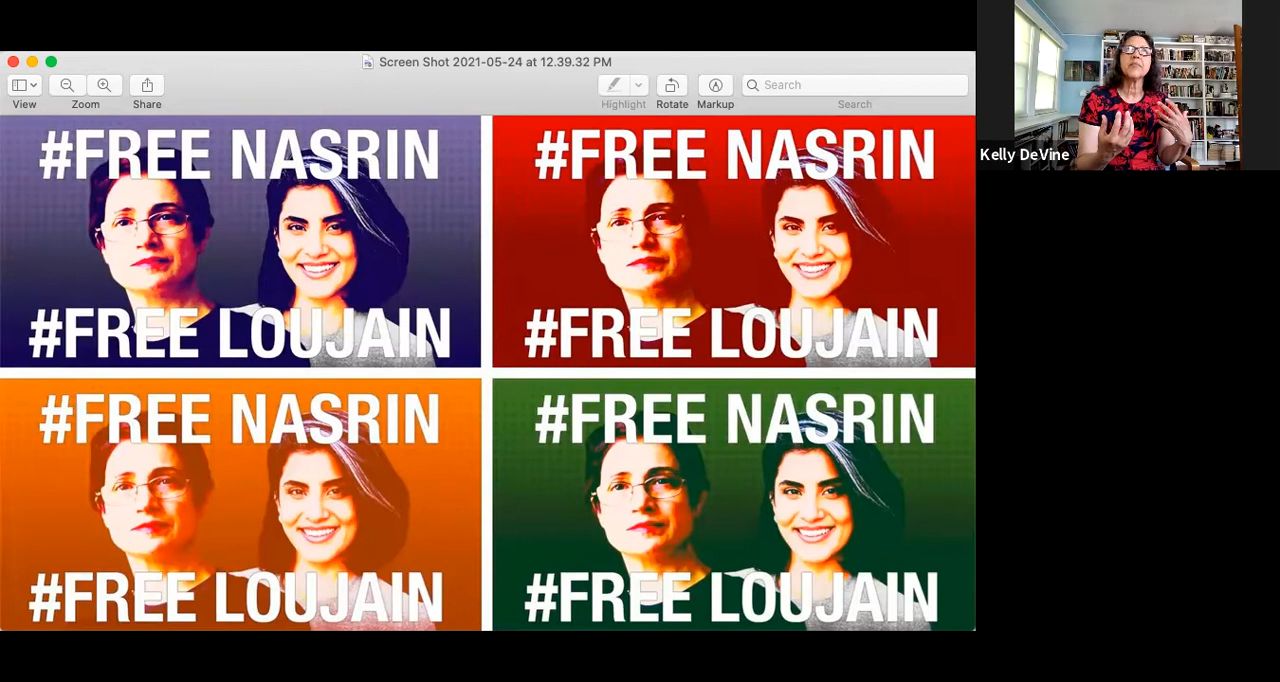 Screen Shot 2021-05-24 at 12.39.32 PM
View
Zoom
Share
Highlight
Rotate
Markup
Search
Search
#FREE NASRIN
#FREE LOUJAIN
#FREE NASRIN
#FREE LOUJAIN
#FREE NASRIN
#FREE LOUJAIN
#FREE NASRIN
#FREE LOUJAIN
Kelly DeVine